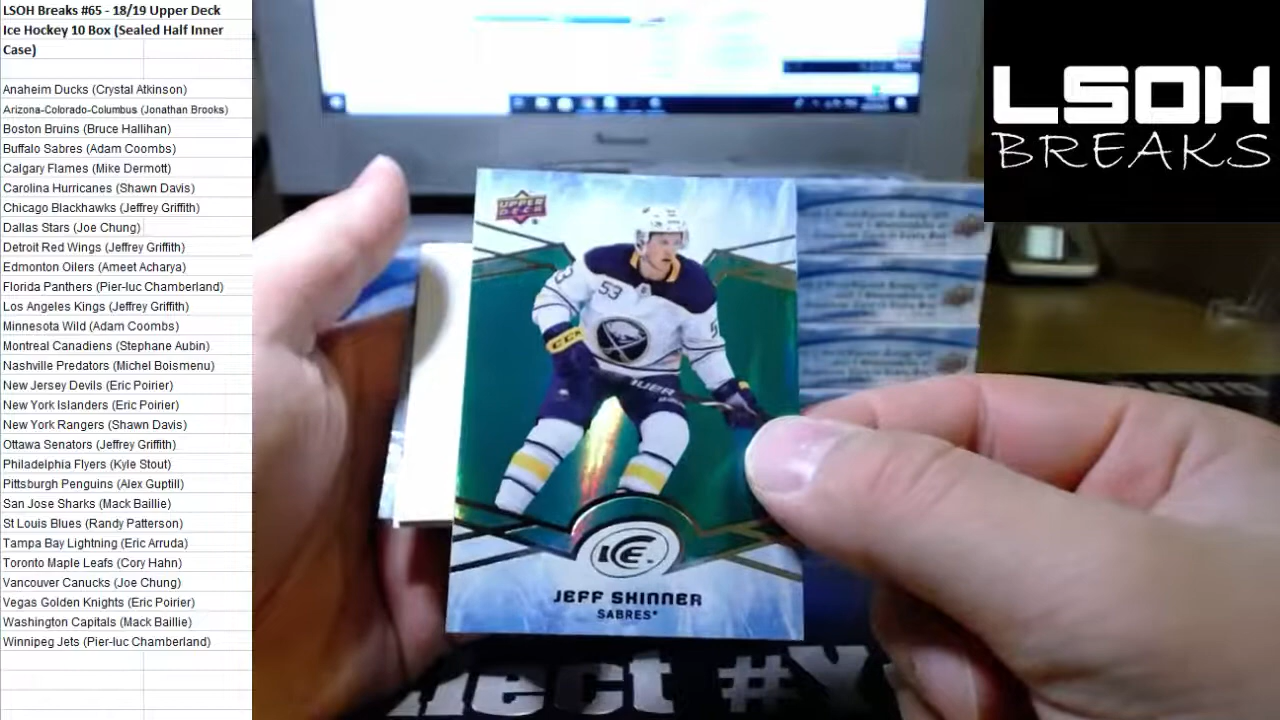 LSOH Breaks #65 - 18/19 Upper Deck
Ice Hockey 10 Box (Sealed Half Inner
Case)
Anaheim Ducks (Crystal Atkinson)
Arizona-Colorado-Columbus (Jonathan Brooks)
Boston Bruins (Bruce Hallihan)
Buffalo Sabres (Adam Coombs)
Calgary Flames (Mike Dermott)
Carolina Hurricanes (Shawn Davis)
Chicago Blackhawks (Jeffrey Griffith)
Dallas Stars (Joe Chung)
Detroit Red Wings (Jeffrey Griffith)
Edmonton Oilers (Ameet Acharya)
Florida Panthers (Pier-luc Chamberland)
Los Angeles Kings (Jeffrey Griffith)
Minnesota Wild (Adam Coombs)
Montreal Canadiens (Stephane Aubin)
Nashville Predators (Michel Boismenu)
New Jersey Devils (Eric Poirier)
New York Islanders (Eric Poirier)
New York Rangers (Shawn Davis)
Ottawa Senators (Jeffrey Griffith)
Philadelphia Flyers (Kyle Stout)
Pittsburgh Penguins (Alex Guptill)
San Jose Sharks (Mack Baillie)
St Louis Blues (Randy Patterson)
Tampa Bay Lightning (Eric Arruda)
Toronto Maple Leafs (Cory Hahn)
Vancouver Canucks (Joe Chung)
Vegas Golden Knights (Eric Poirier)
Washington Capitals (Mack Baillie)
Winnipeg Jets (Pier-luc Chamberland)
LSOH
BREAKS
UPPER
DECK
53
CCM
BAUER
ICE
JEFF SKINNER
SABRES